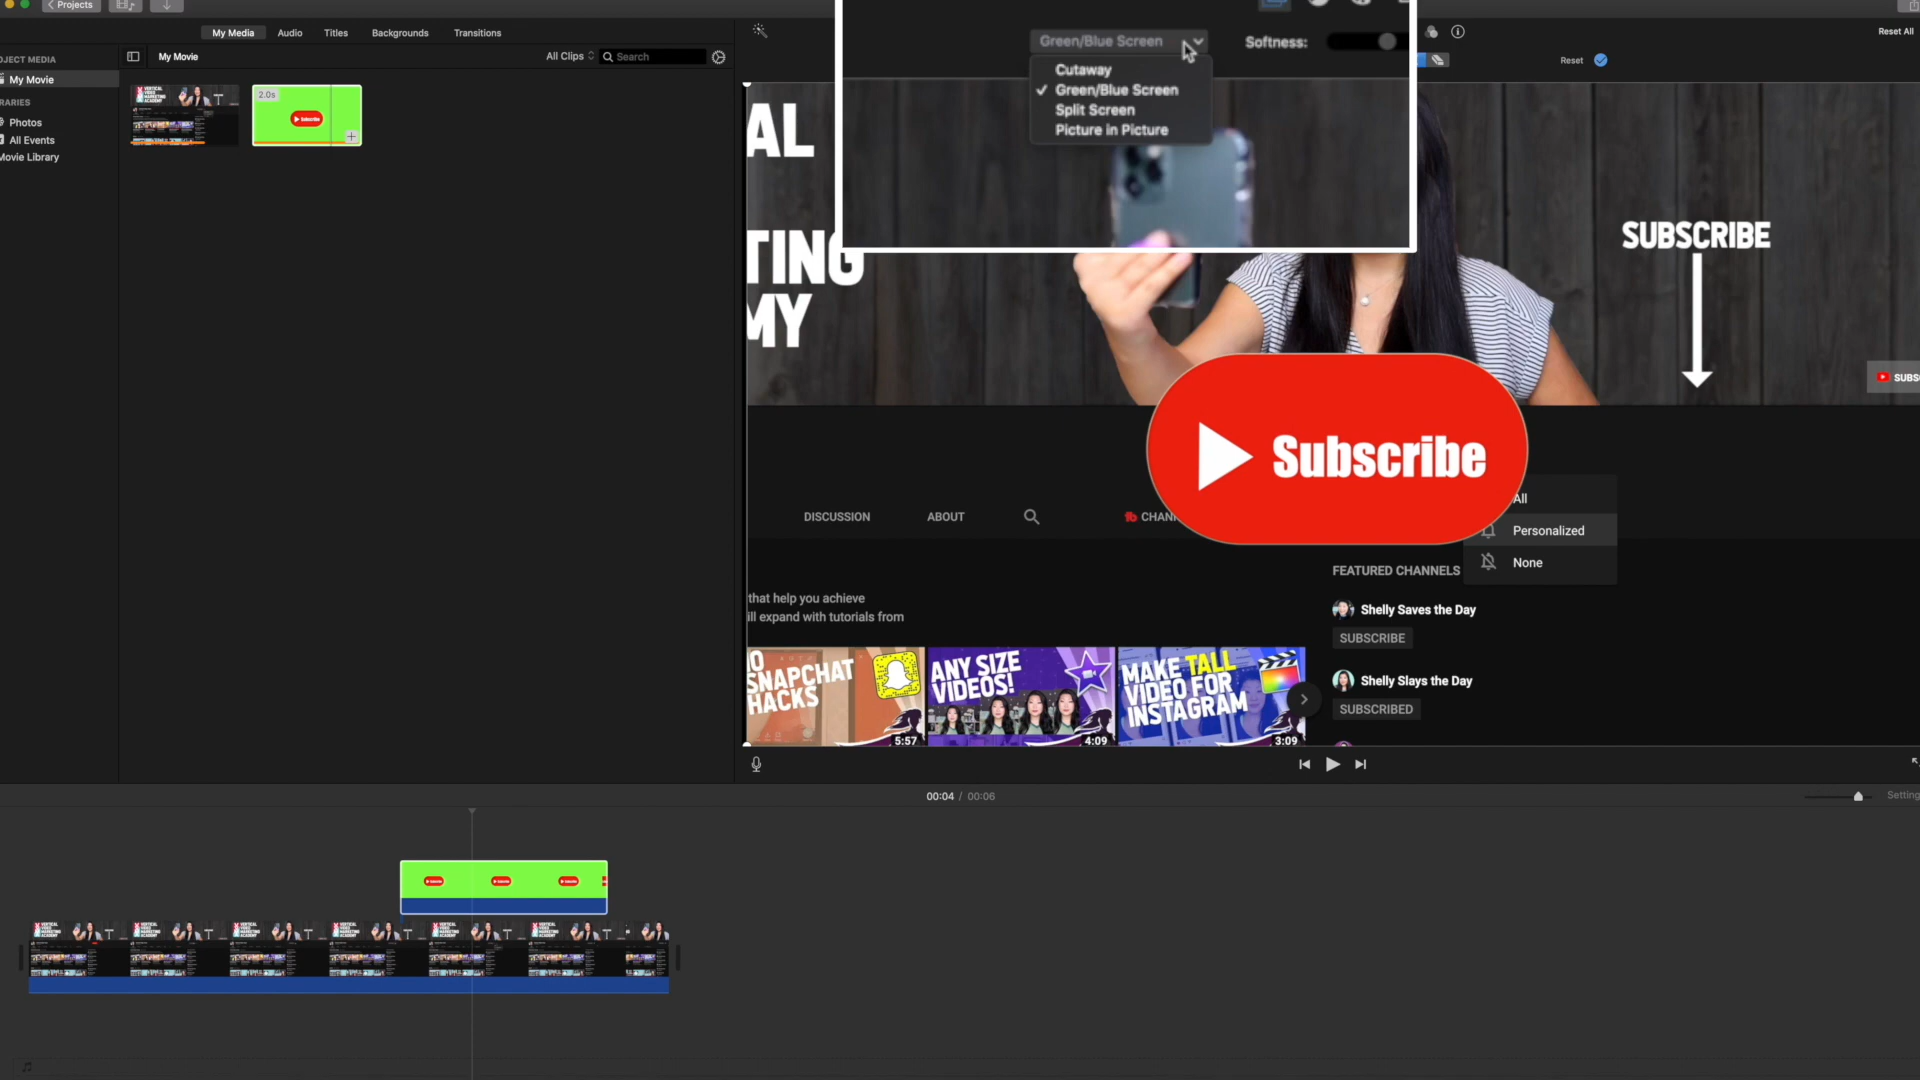 Projects
My Media
Audio
Titles
Backgrounds
Transitions
Reset All
My Movie
All Clips
Search
Reset
My Movie
Photos
All Events
Movie Library
2.0s
Subscribe
Green/Blue Screen
Softness:
Cutaway
Green/Blue Screen
Split Screen
Picture in Picture
AL
TING
MY
SUBSCRIBE
Subscribe
DISCUSSION
ABOUT
All
Personalized
None
FEATURED CHANNELS
that help you achieve
ill expand with tutorials from
Shelly Saves the Day
SUBSCRIBE
Shelly Slays the Day
SUBSCRIBED
SNAPCHAT
HACKS
5:57
ANY SIZE
VIDEOS!
4:09
MAKE TALL
VIDEO FOR
INSTAGRAM
3:09
00:04 / 00:06